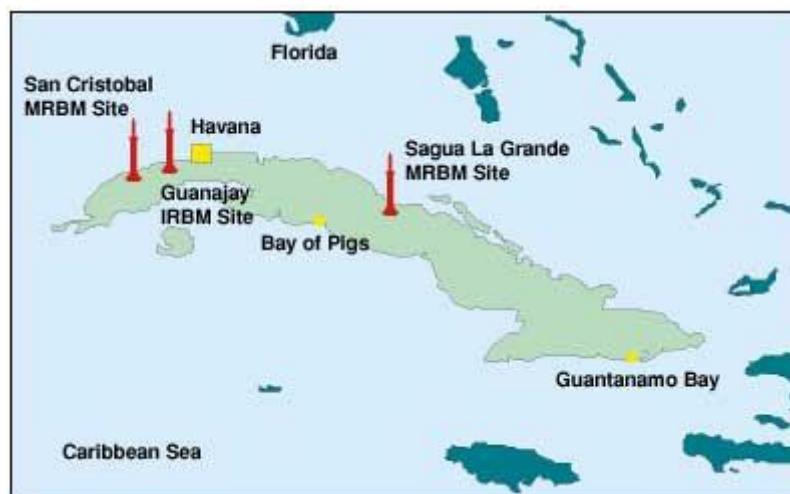 Florida
San Cristobal
MRBM Site
Havana
Sagua La Grande
MRBM Site
Guanajay
IRBM Site
Bay of Pigs
Guantanamo Bay
Caribbean Sea